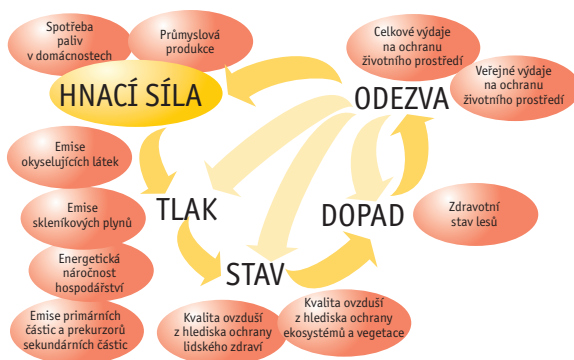 Spotřeba
paliv
v domácnostech
Průmyslová
produkce
HNACÍ SÍLA
Celkové výdaje
na ochranu
životního prostředí
Veřejné výdaje
na ochranu
životního prostředí
ODEZVA
Emise
okyselujících látek
Emise
skleníkových plynů
Energetická
náročnost
hospodářství
Emise primárních
částic a prekurzorů
sekundárních částic
TLAK
DOPAD
Zdravotní
stav lesů
STAV
Kvalita ovzduší
z hlediska ochrany
lidského zdraví
Kvalita ovzduší
z hlediska ochrany
ekosystémů a vegetace